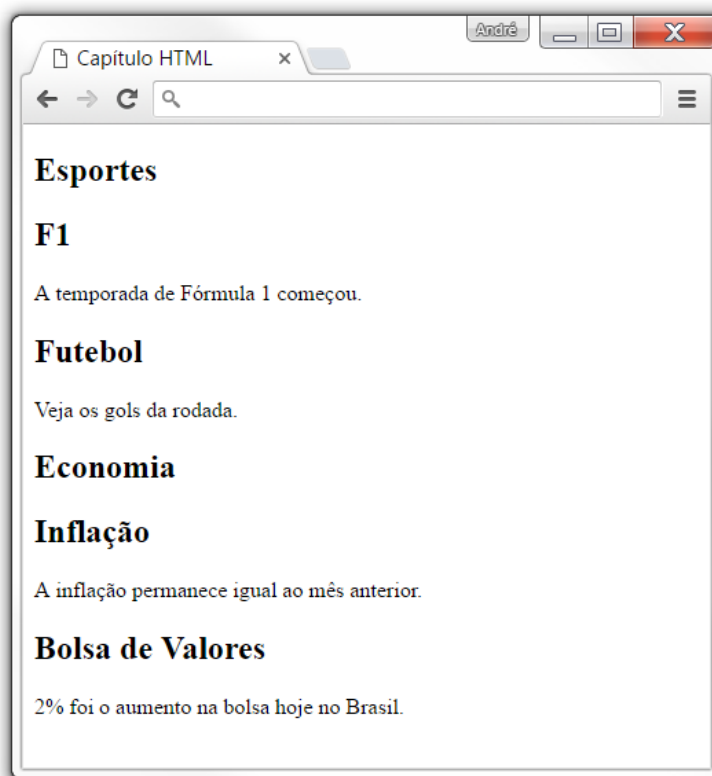 André
Capítulo HTML
Esportes
F1
A temporada de Fórmula 1 começou.
Futebol
Veja os gols da rodada.
Economia
Inflação
A inflação permanece igual ao mês anterior.
Bolsa de Valores
2% foi o aumento na bolsa hoje no Brasil.